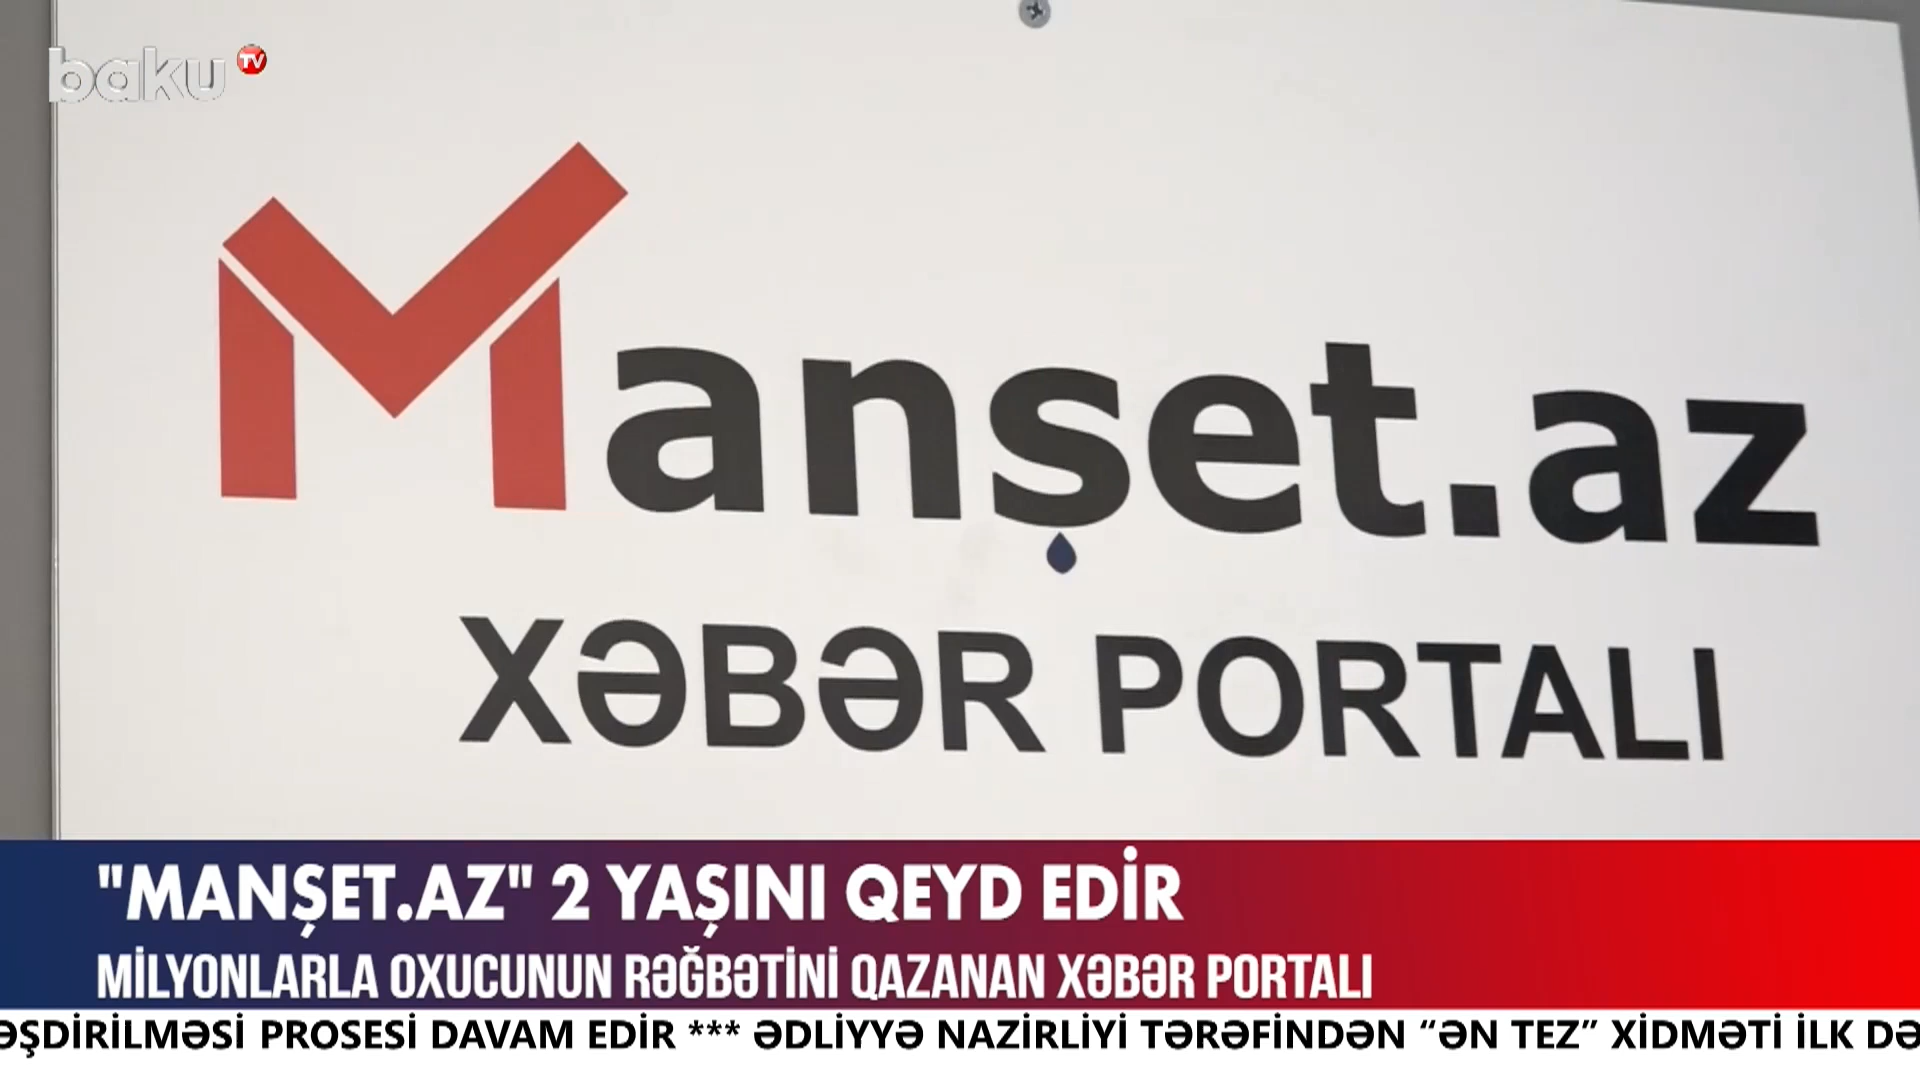 baku TV
Manşet.az
XƏBƏR PORTALI
"MANŞET.AZ" 2 YAŞINI QEYD EDİR
MİLYONLARLA OXUCUNUN RƏĞBƏTİNİ QAZANAN XƏBƏR PORTALI
ƏŞDİRİLMƏSİ PROSESİ DAVAM EDİR *** ƏDLİYYƏ NAZİRLİYİ TƏRƏFİNDƏN “ƏN TEZ” XİDMƏTİ İLK DƏ